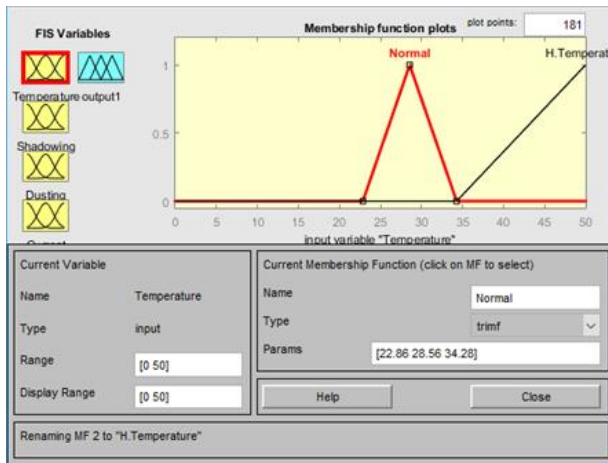 FIS Variables
Membership function plots
plot points:
181
Temperature
output1
Shadowing
Dusting
Normal
H.Temperat
1
0.5
0
0 5 10 15 20 25 30 35 40 45 50
input variable "Temperature"
Current Variable
Name Temperature
Type input
Range [0 50]
Display Range [0 50]
Current Membership Function (click on MF to select)
Name Normal
Type trimf
Params [22.86 28.56 34.28]
Help Close
Renaming MF 2 to "H.Temperature"